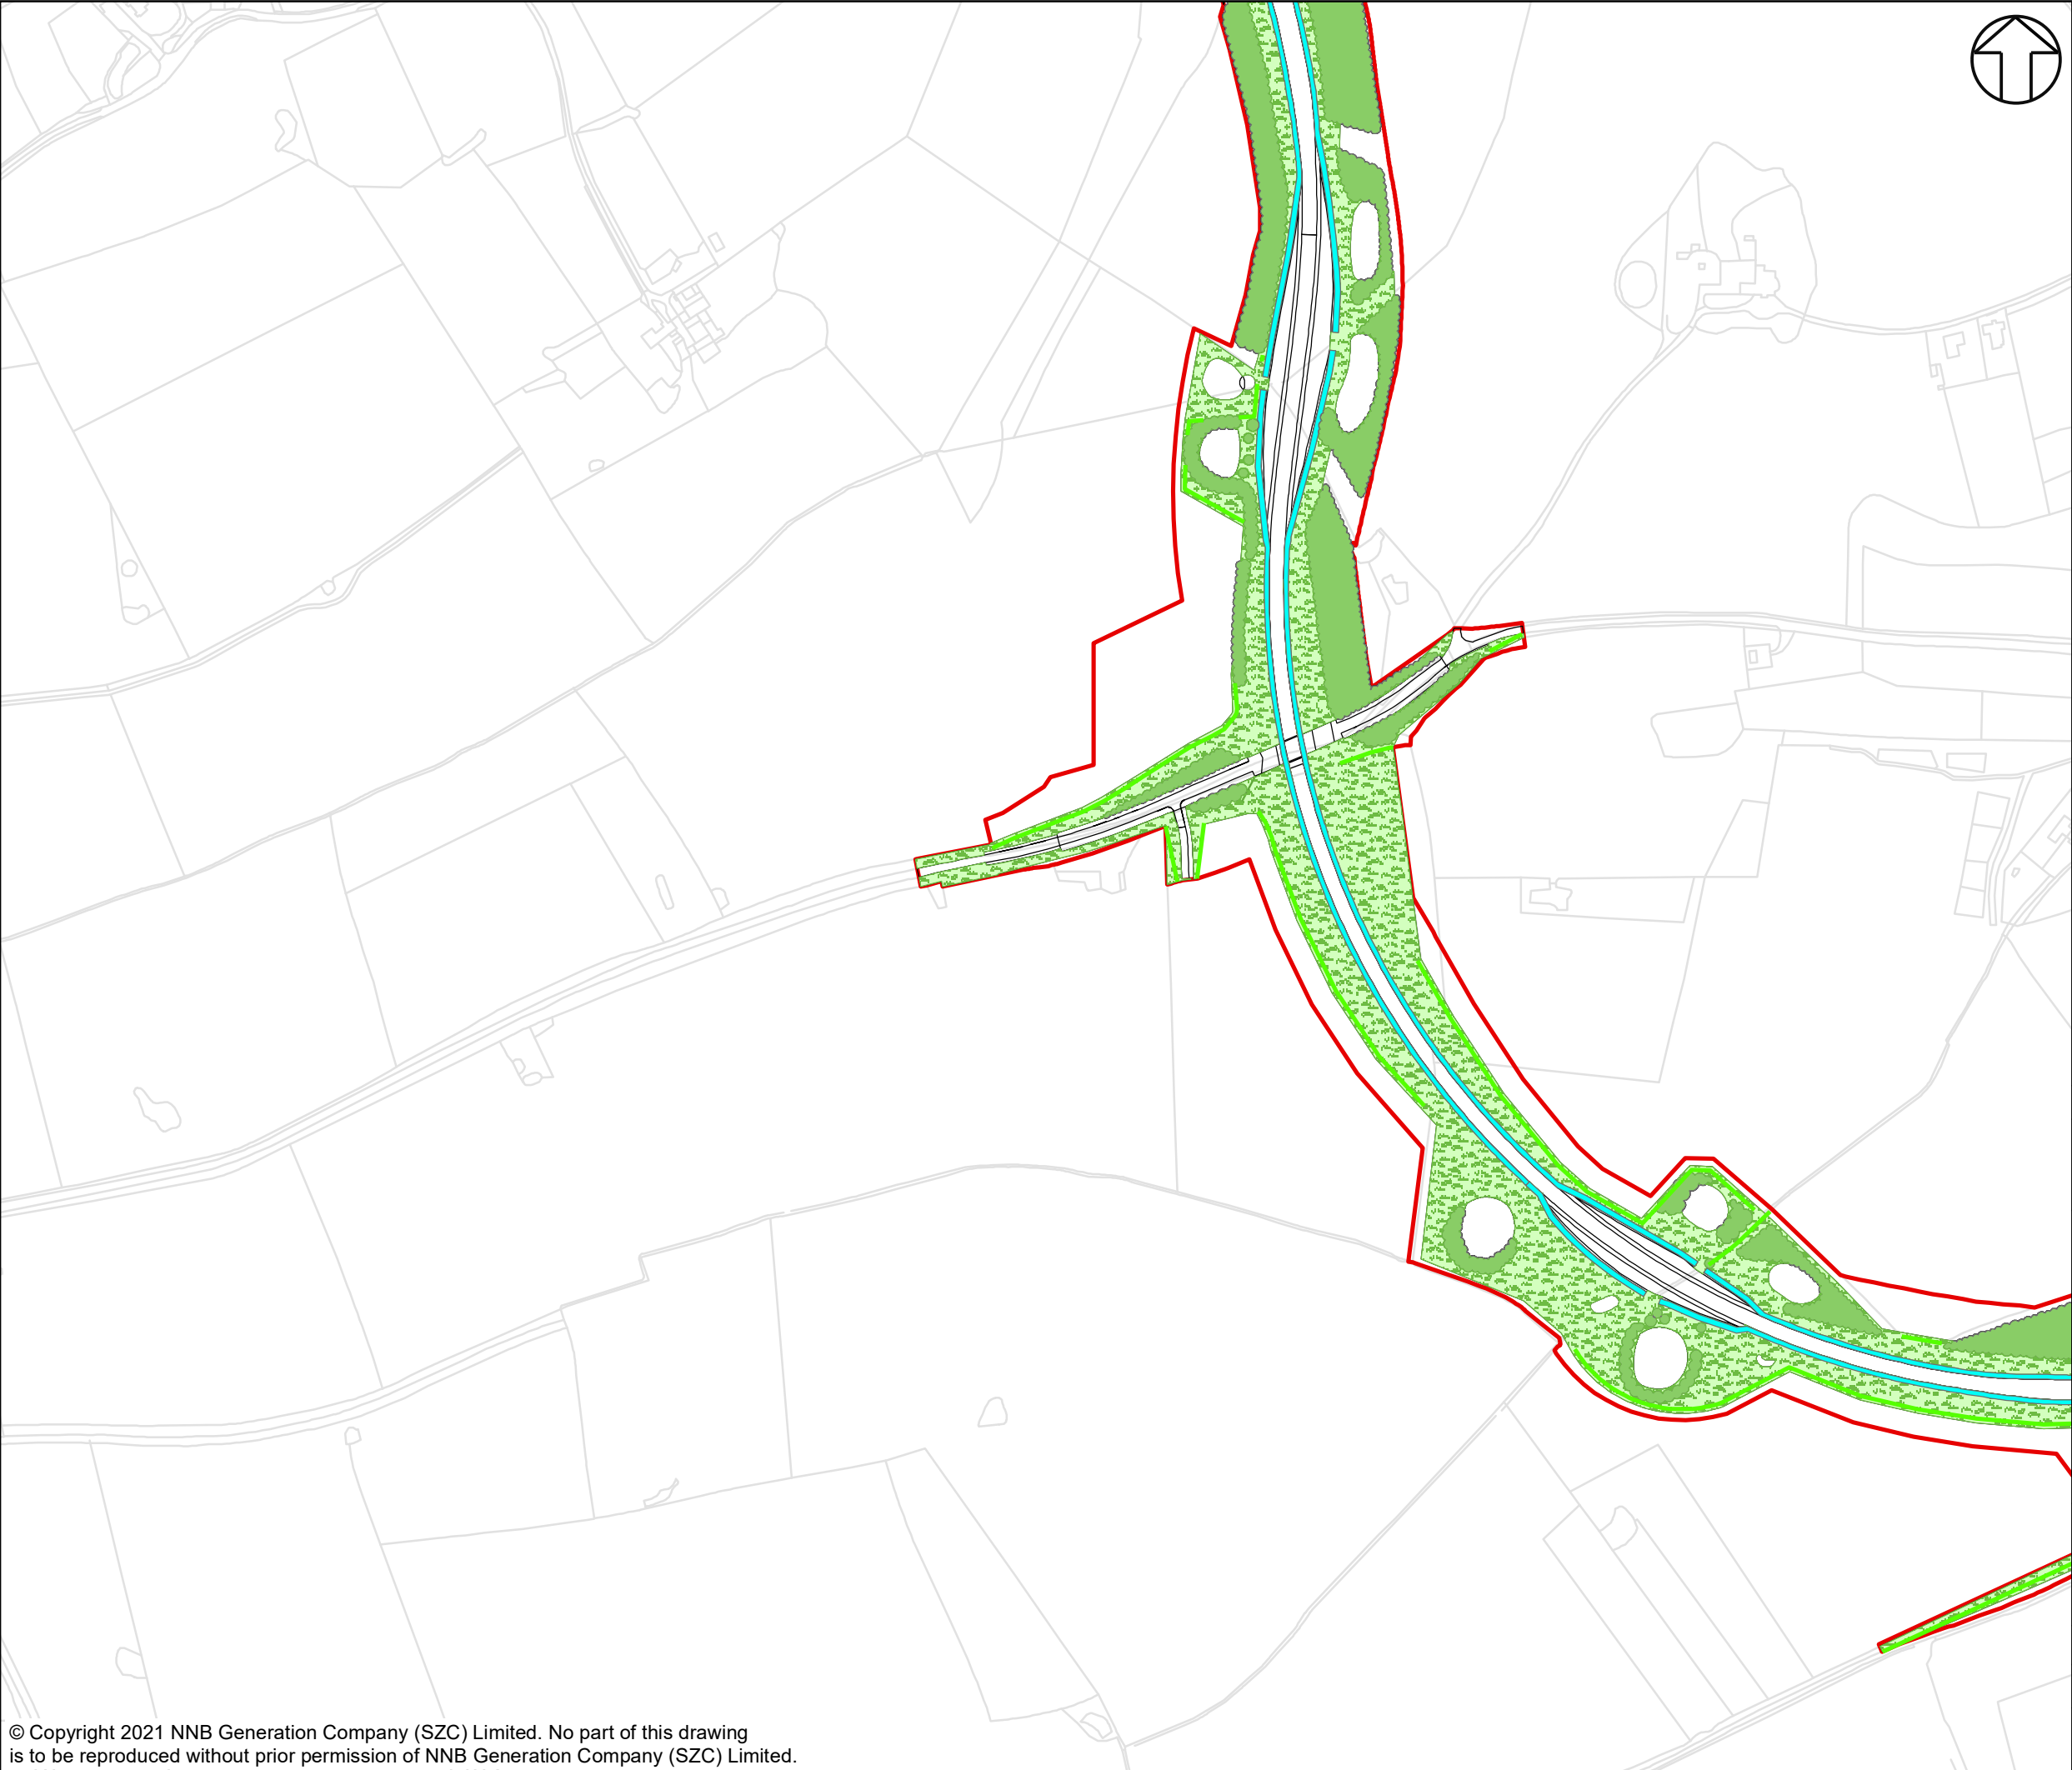 © Copyright 2021 NNB Generation Company (SZC) Limited. No part of this drawing
is to be reproduced without prior permission of NNB Generation Company (SZC) Limited.